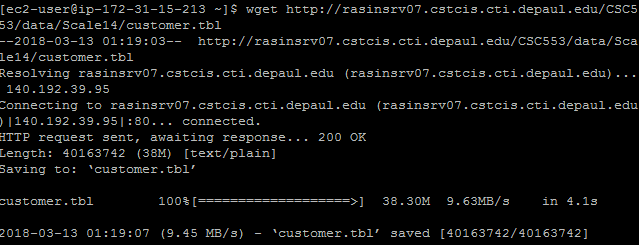 [ec2-user@ip-172-31-15-213 ~]$ wget http://rasinsrv07.cstcis.cti.depaul.edu/CSC5
53/data/Scale14/customer.tbl
--2018-03-13 01:19:03--  http://rasinsrv07.cstcis.cti.depaul.edu/CSC553/data/Sca
le14/customer.tbl
Resolving rasinsrv07.cstcis.cti.depaul.edu (rasinsrv07.cstcis.cti.depaul.edu)...
 140.192.39.95
Connecting to rasinsrv07.cstcis.cti.depaul.edu (rasinsrv07.cstcis.cti.depaul.edu
)|140.192.39.95|:80... connected.
HTTP request sent, awaiting response... 200 OK
Length: 40163742 (38M) [text/plain]
Saving to: ‘customer.tbl’
customer.tbl        100%[===================>]  38.30M  9.63MB/s    in 4.1s
2018-03-13 01:19:07 (9.45 MB/s) - ‘customer.tbl’ saved [40163742/40163742]